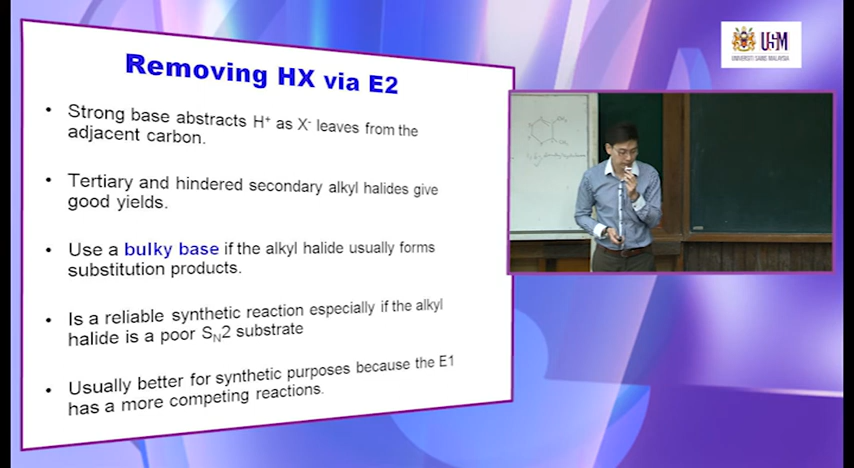 Removing HX via E2
• Strong base abstracts H⁺ as X⁻ leaves from the
adjacent carbon.
• Tertiary and hindered secondary alkyl halides give
good yields.
• Use a bulky base if the alkyl halide usually forms
substitution products.
• Is a reliable synthetic reaction especially if the alkyl
halide is a poor Sₙ2 substrate
• Usually better for synthetic purposes because the E1
has a more competing reactions.
USM
UNIVERSITI SAINS MALAYSIA